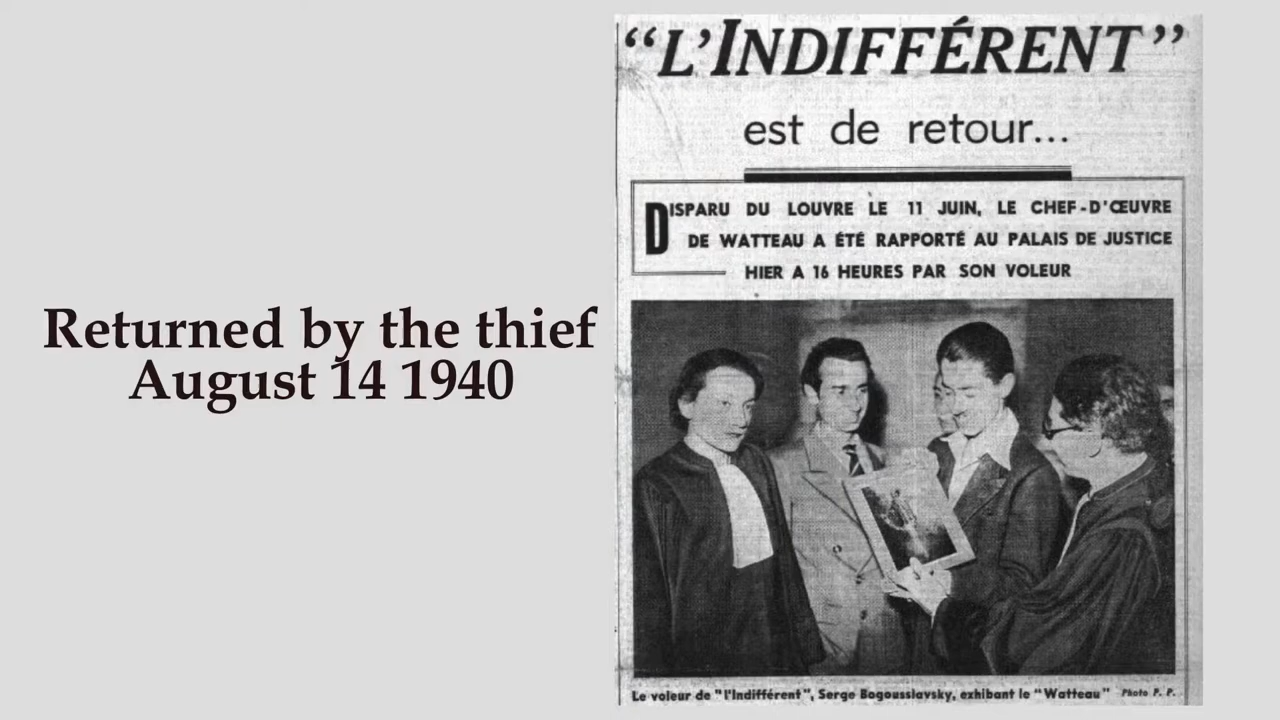 Returned by the thief
August 14 1940
“L’INDIFFÉRENT”
est de retour...
DISPARU DU LOUVRE LE 11 JUIN, LE CHEF-D’ŒUVRE
DE WATTEAU A ÉTÉ RAPPORTÉ AU PALAIS DE JUSTICE
HIER A 16 HEURES PAR SON VOLEUR
Le voleur de "l'Indifférent", Serge Bogousslavsky, exhibant le "Watteau" Photo P. P.